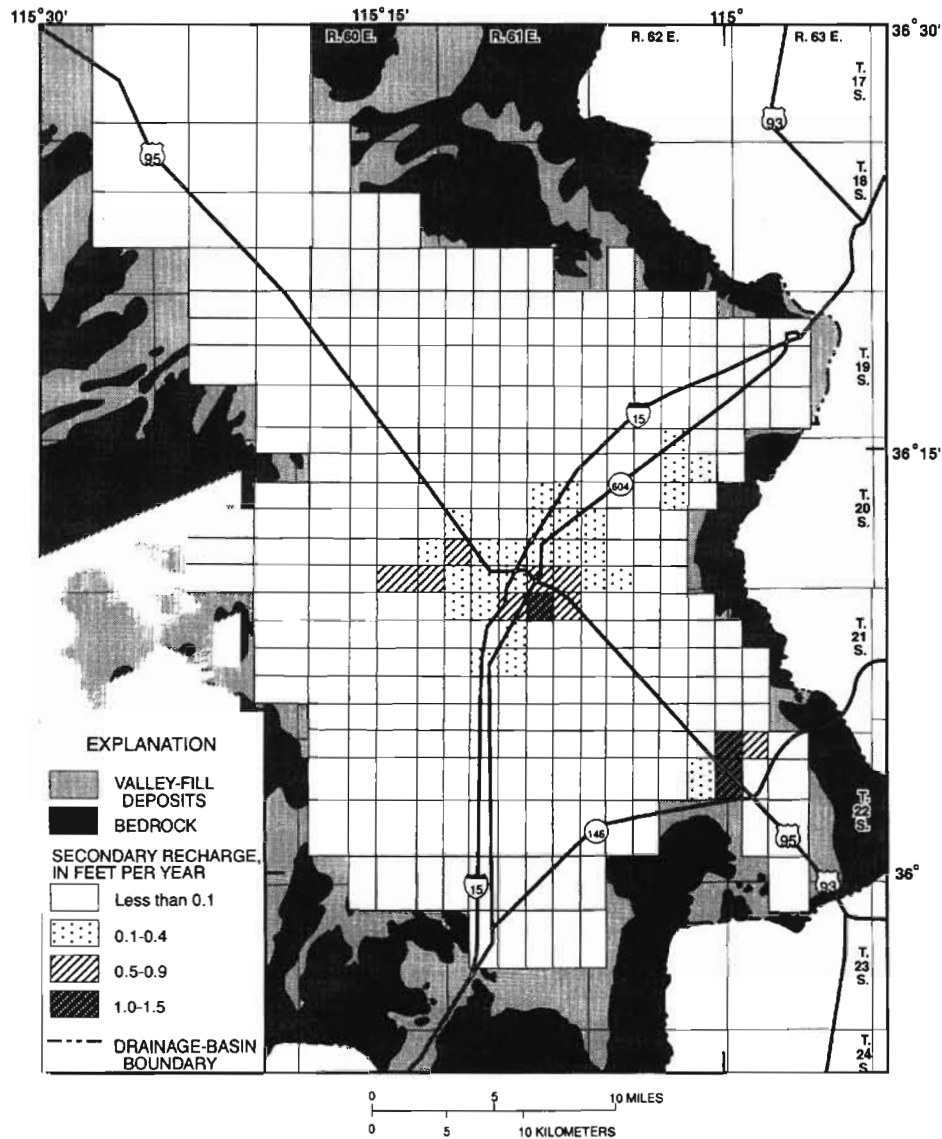 115°30'
115°15'
115°
36°30'
R. 60 E.
R. 61 E.
R. 62 E.
R. 63 E.
T.
17
S.
93
95
T.
18
S.
T.
19
S.
15
36°15'
604
T.
20
S.
T.
21
S.
EXPLANATION
VALLEY-FILL
DEPOSITS
BEDROCK
SECONDARY RECHARGE,
IN FEET PER YEAR
Less than 0.1
0.1-0.4
0.5-0.9
1.0-1.5
DRAINAGE-BASIN
BOUNDARY
T.
22
S.
146
95
93
36°
15
T.
23
S.
T.
24
S.
0 5 10 MILES
0 5 10 KILOMETERS